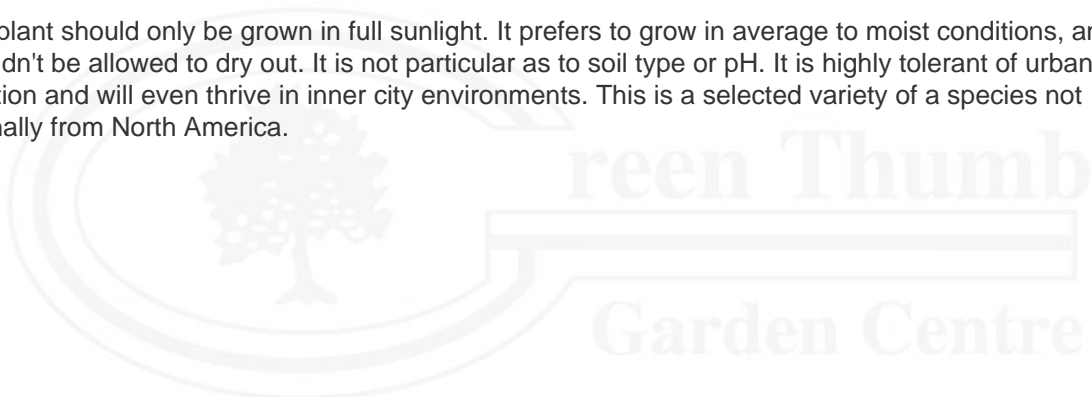 plant should only be grown in full sunlight. It prefers to grow in average to moist conditions, an
dn't be allowed to dry out. It is not particular as to soil type or pH. It is highly tolerant of urban
tion and will even thrive in inner city environments. This is a selected variety of a species not
nally from North America.
reen Thumb
Garden Centre